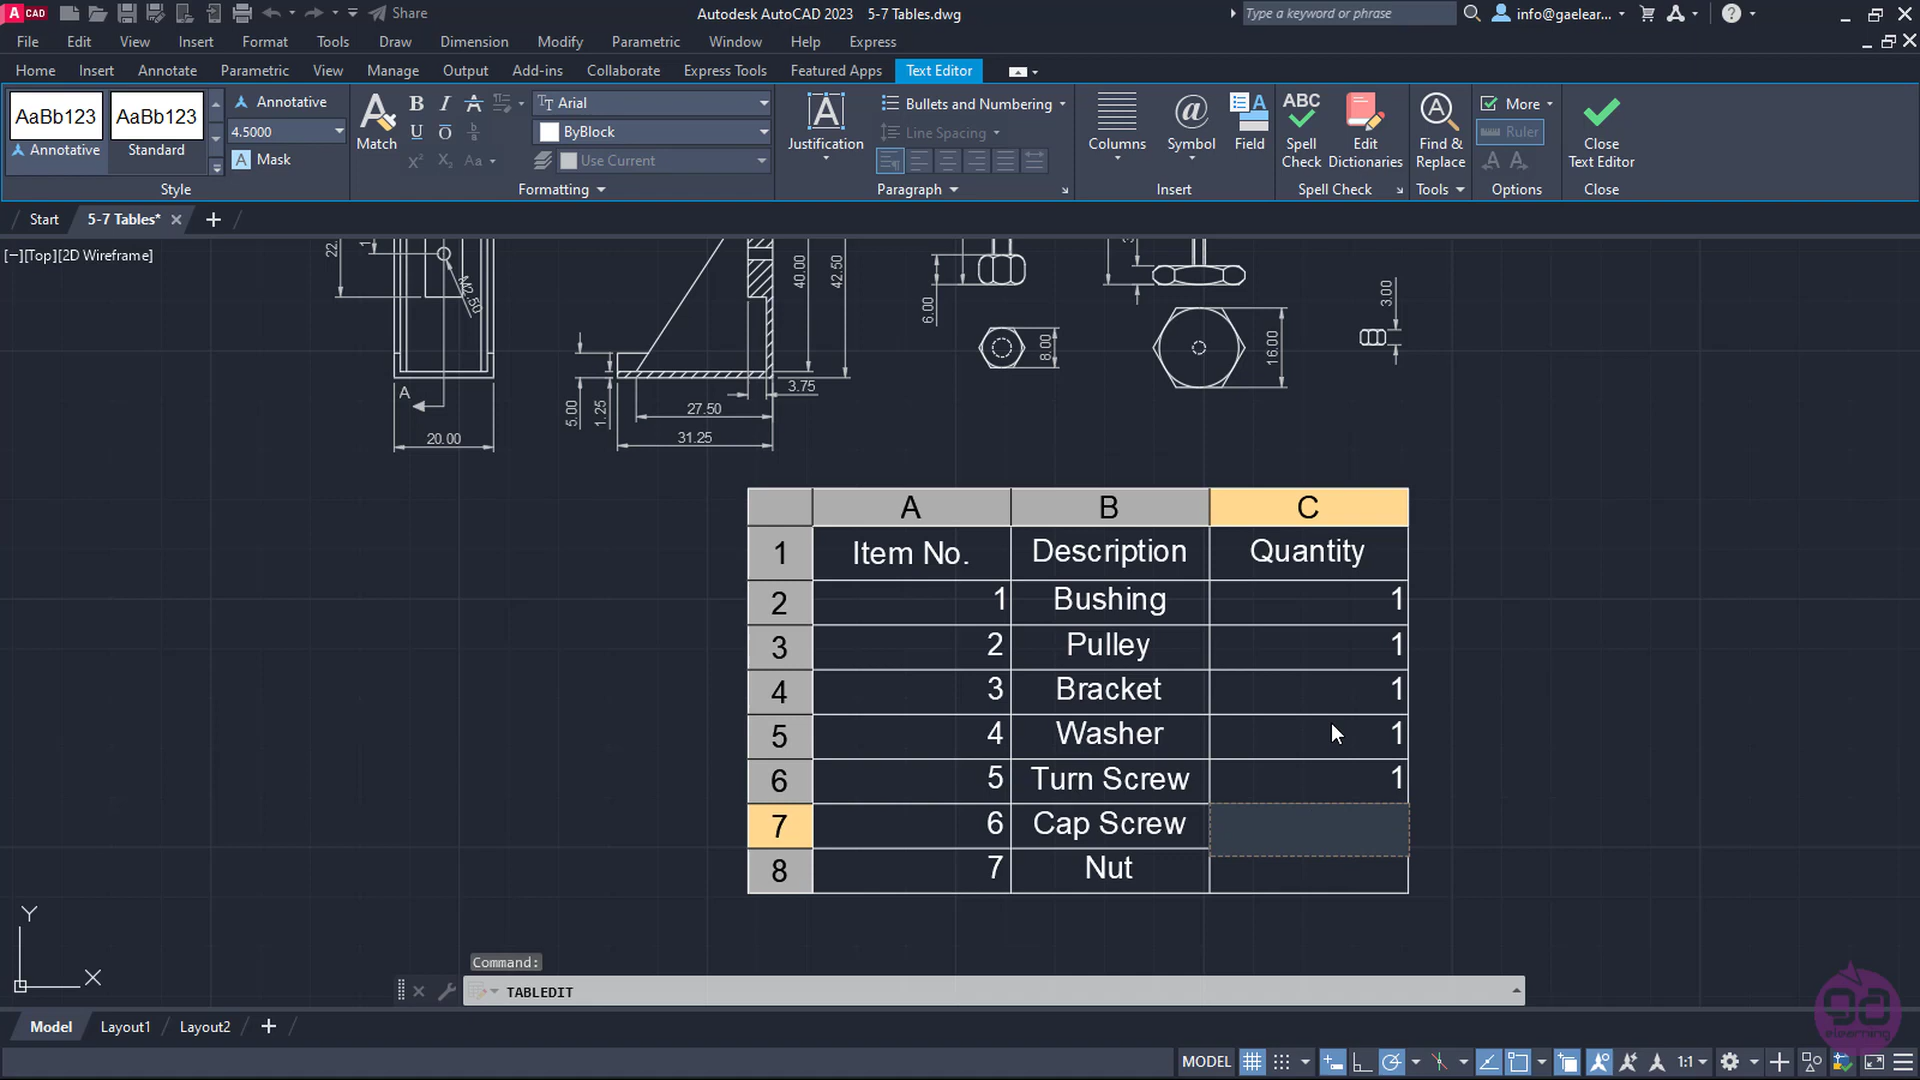 A CAD
Share
Autodesk AutoCAD 2023 5-7 Tables.dwg
Type a keyword or phrase
info@gaelear...
File Edit View Insert Format Tools Draw Dimension Modify Parametric Window Help Express
Home Insert Annotate Parametric View Manage Output Add-ins Collaborate Express Tools Featured Apps Text Editor
AaBb123 AaBb123
Annotative Standard
Annotative
4.5000
A Mask
Style
Match
B I A
U O
Arial
ByBlock
Use Current
Formatting
Justification
Bullets and Numbering
Line Spacing
Paragraph
Columns
Symbol
Field
Insert
ABC
Spell Check
Edit Dictionaries
Spell Check
Find & Replace
Tools
More
Ruler
Options
Close Text Editor
Close
Start 5-7 Tables*
[−][Top][2D Wireframe]
M2.50
A
20.00
5.00
1.25
27.50
31.25
3.75
40.00
42.50
6.00
8.00
16.00
3.00
A B C
1 Item No. Description Quantity
2 1 Bushing 1
3 2 Pulley 1
4 3 Bracket 1
5 4 Washer 1
6 5 Turn Screw 1
7 6 Cap Screw
8 7 Nut
Y
X
Command:
TABLEDIT
Model Layout1 Layout2
MODEL
1:1
ga
elearning